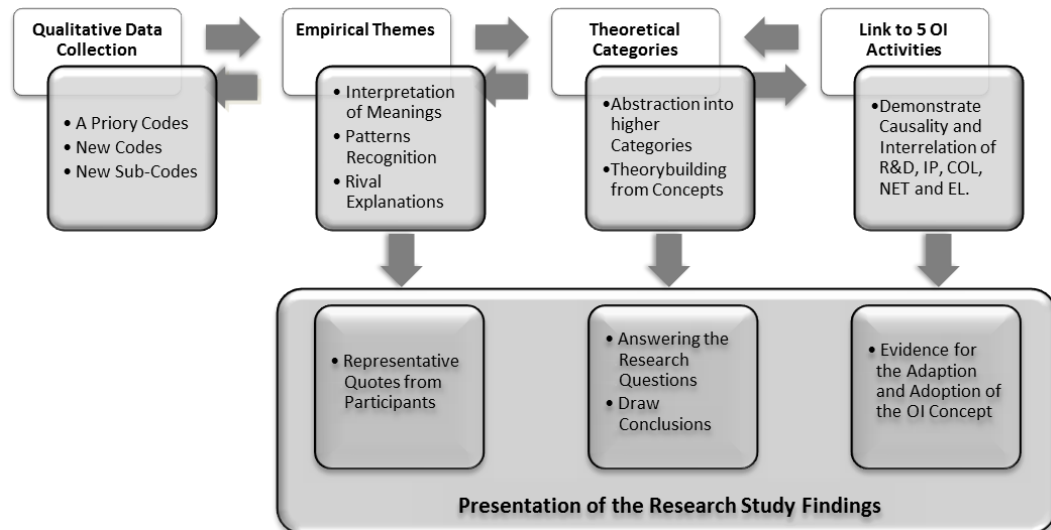 Qualitative Data
Collection
• A Priory Codes
• New Codes
• New Sub-Codes
Empirical Themes
• Interpretation
of Meanings
• Patterns
Recognition
• Rival
Explanations
Theoretical
Categories
• Abstraction into
higher
Categories
• Theorybuilding
from Concepts
Link to 5 OI
Activities
• Demonstrate
Causality and
Interrelation of
R&D, IP, COL,
NET and EL.
• Representative
Quotes from
Participants
• Answering the
Research
Questions
• Draw
Conclusions
• Evidence for
the Adaption
and Adoption of
the OI Concept
Presentation of the Research Study Findings